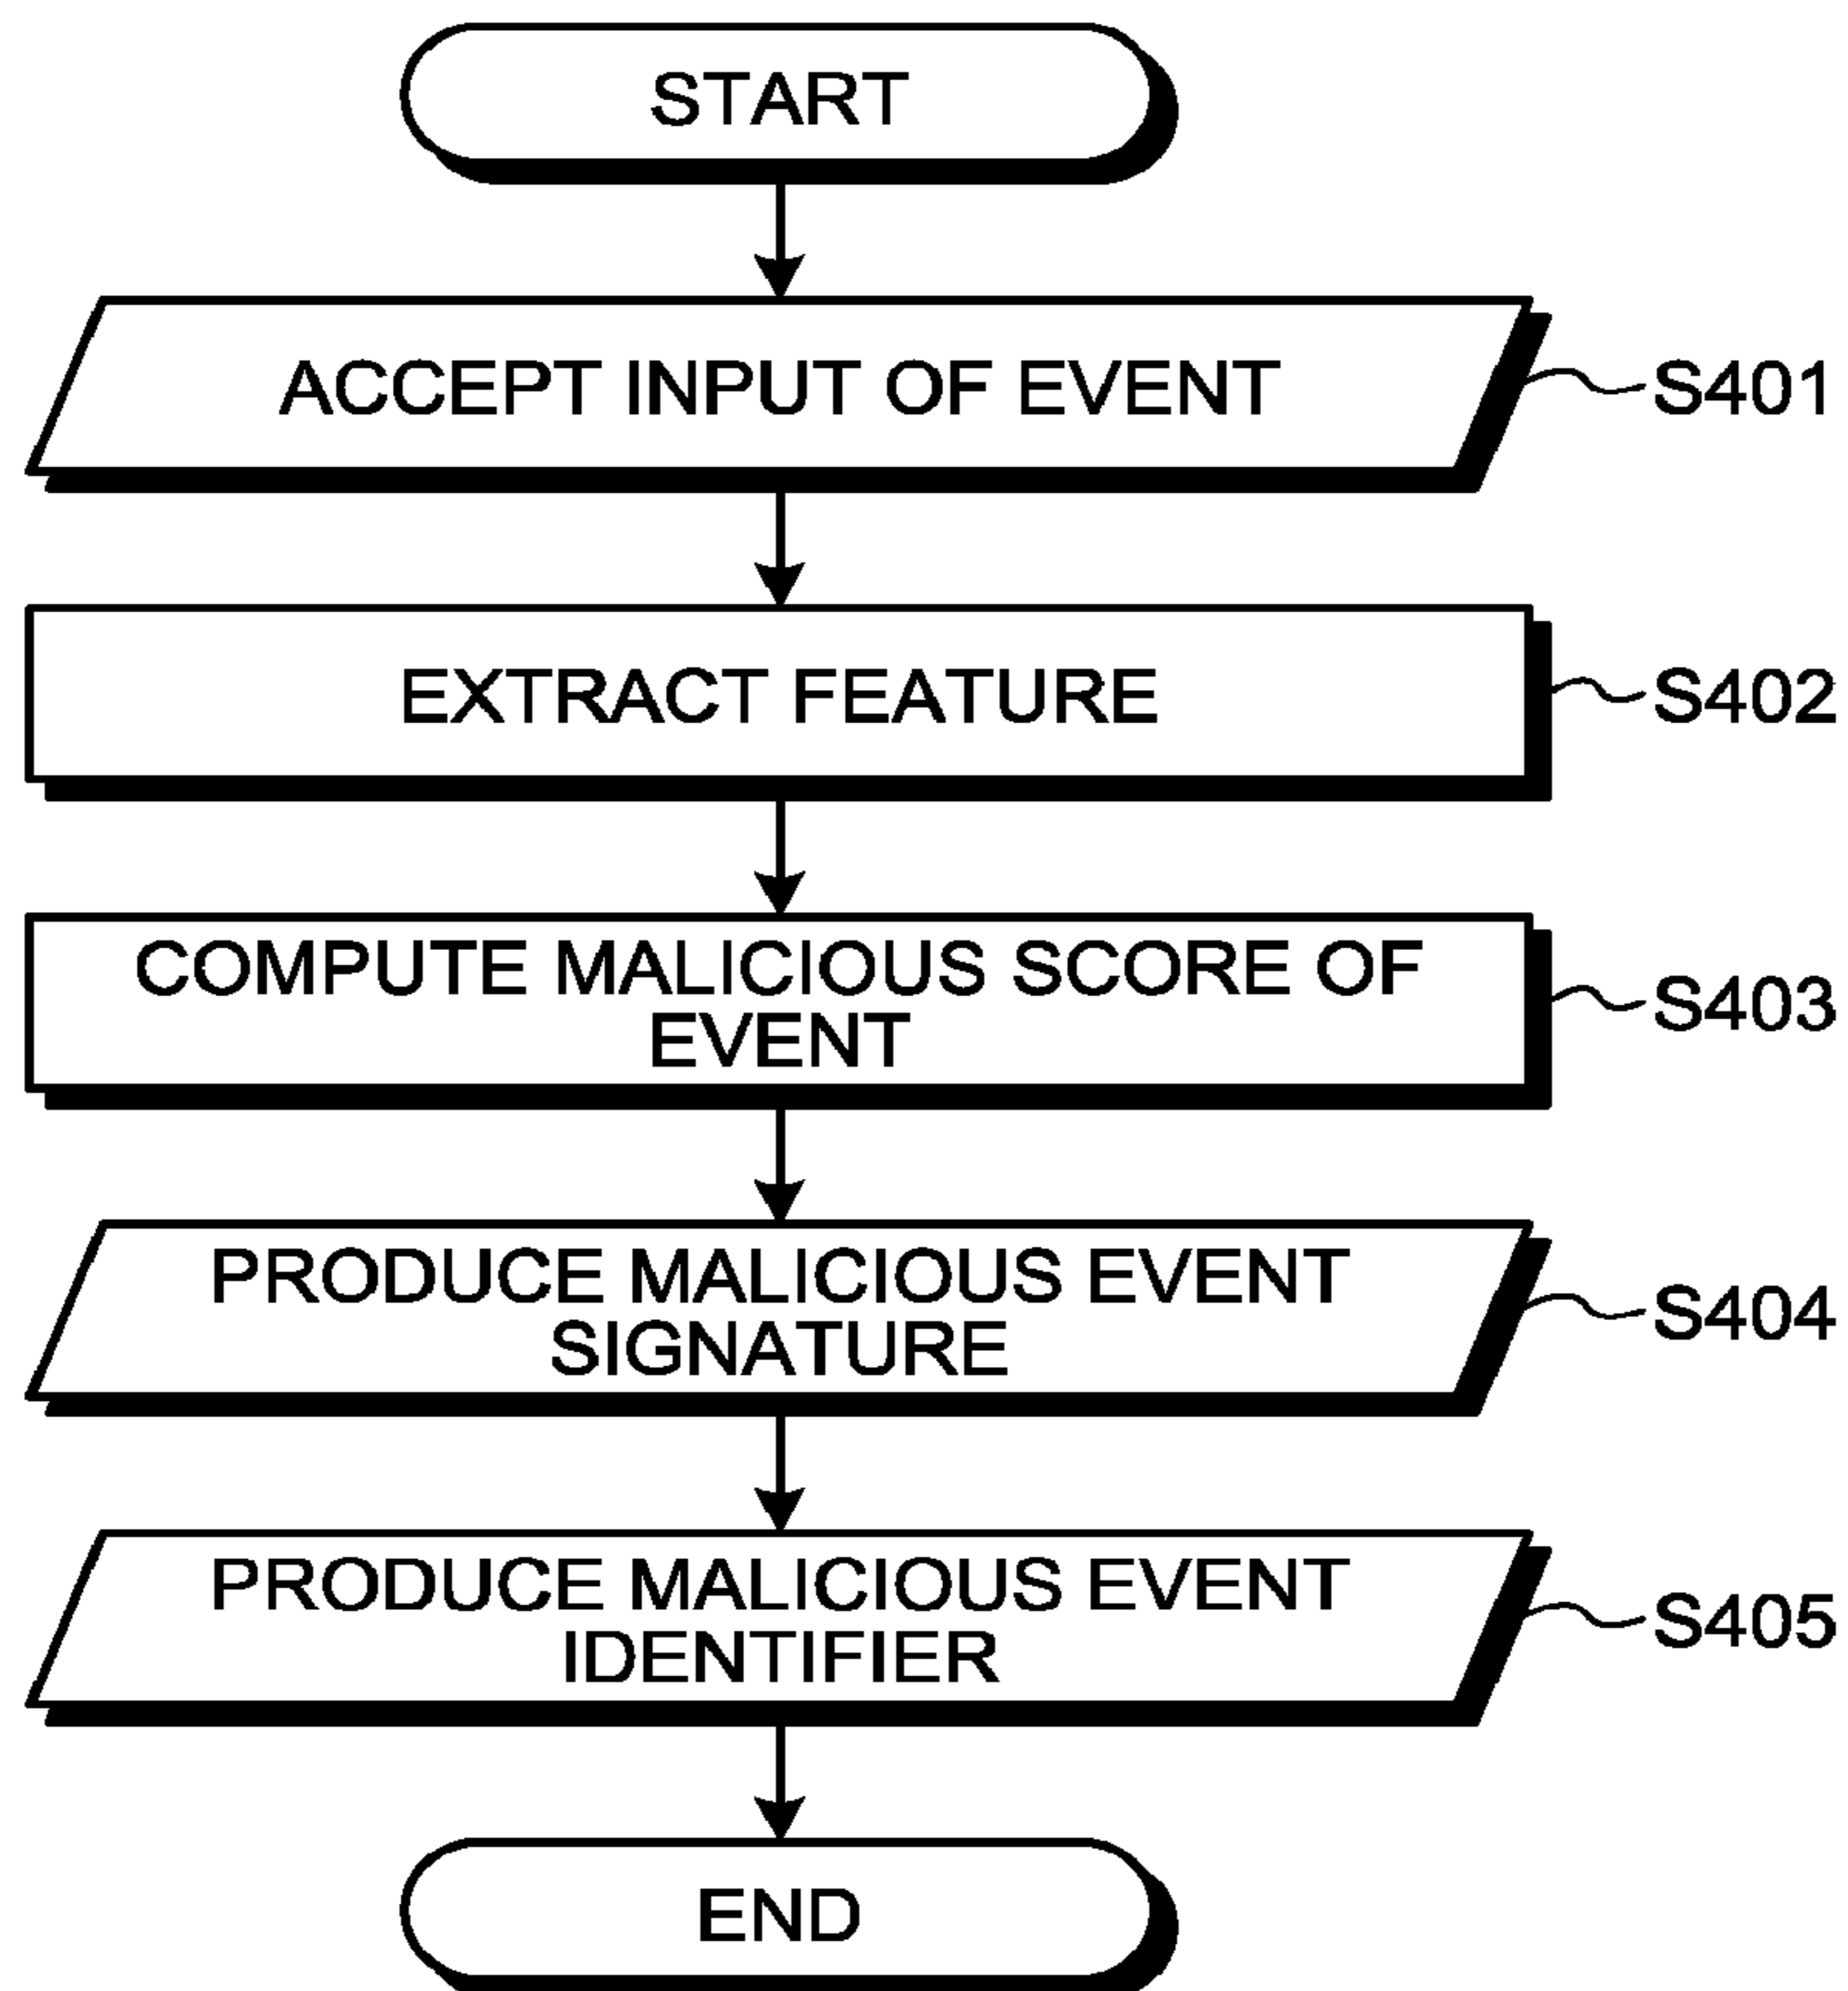 START
ACCEPT INPUT OF EVENT
S401
EXTRACT FEATURE
S402
COMPUTE MALICIOUS SCORE OF
EVENT
S403
PRODUCE MALICIOUS EVENT
SIGNATURE
S404
PRODUCE MALICIOUS EVENT
IDENTIFIER
S405
END